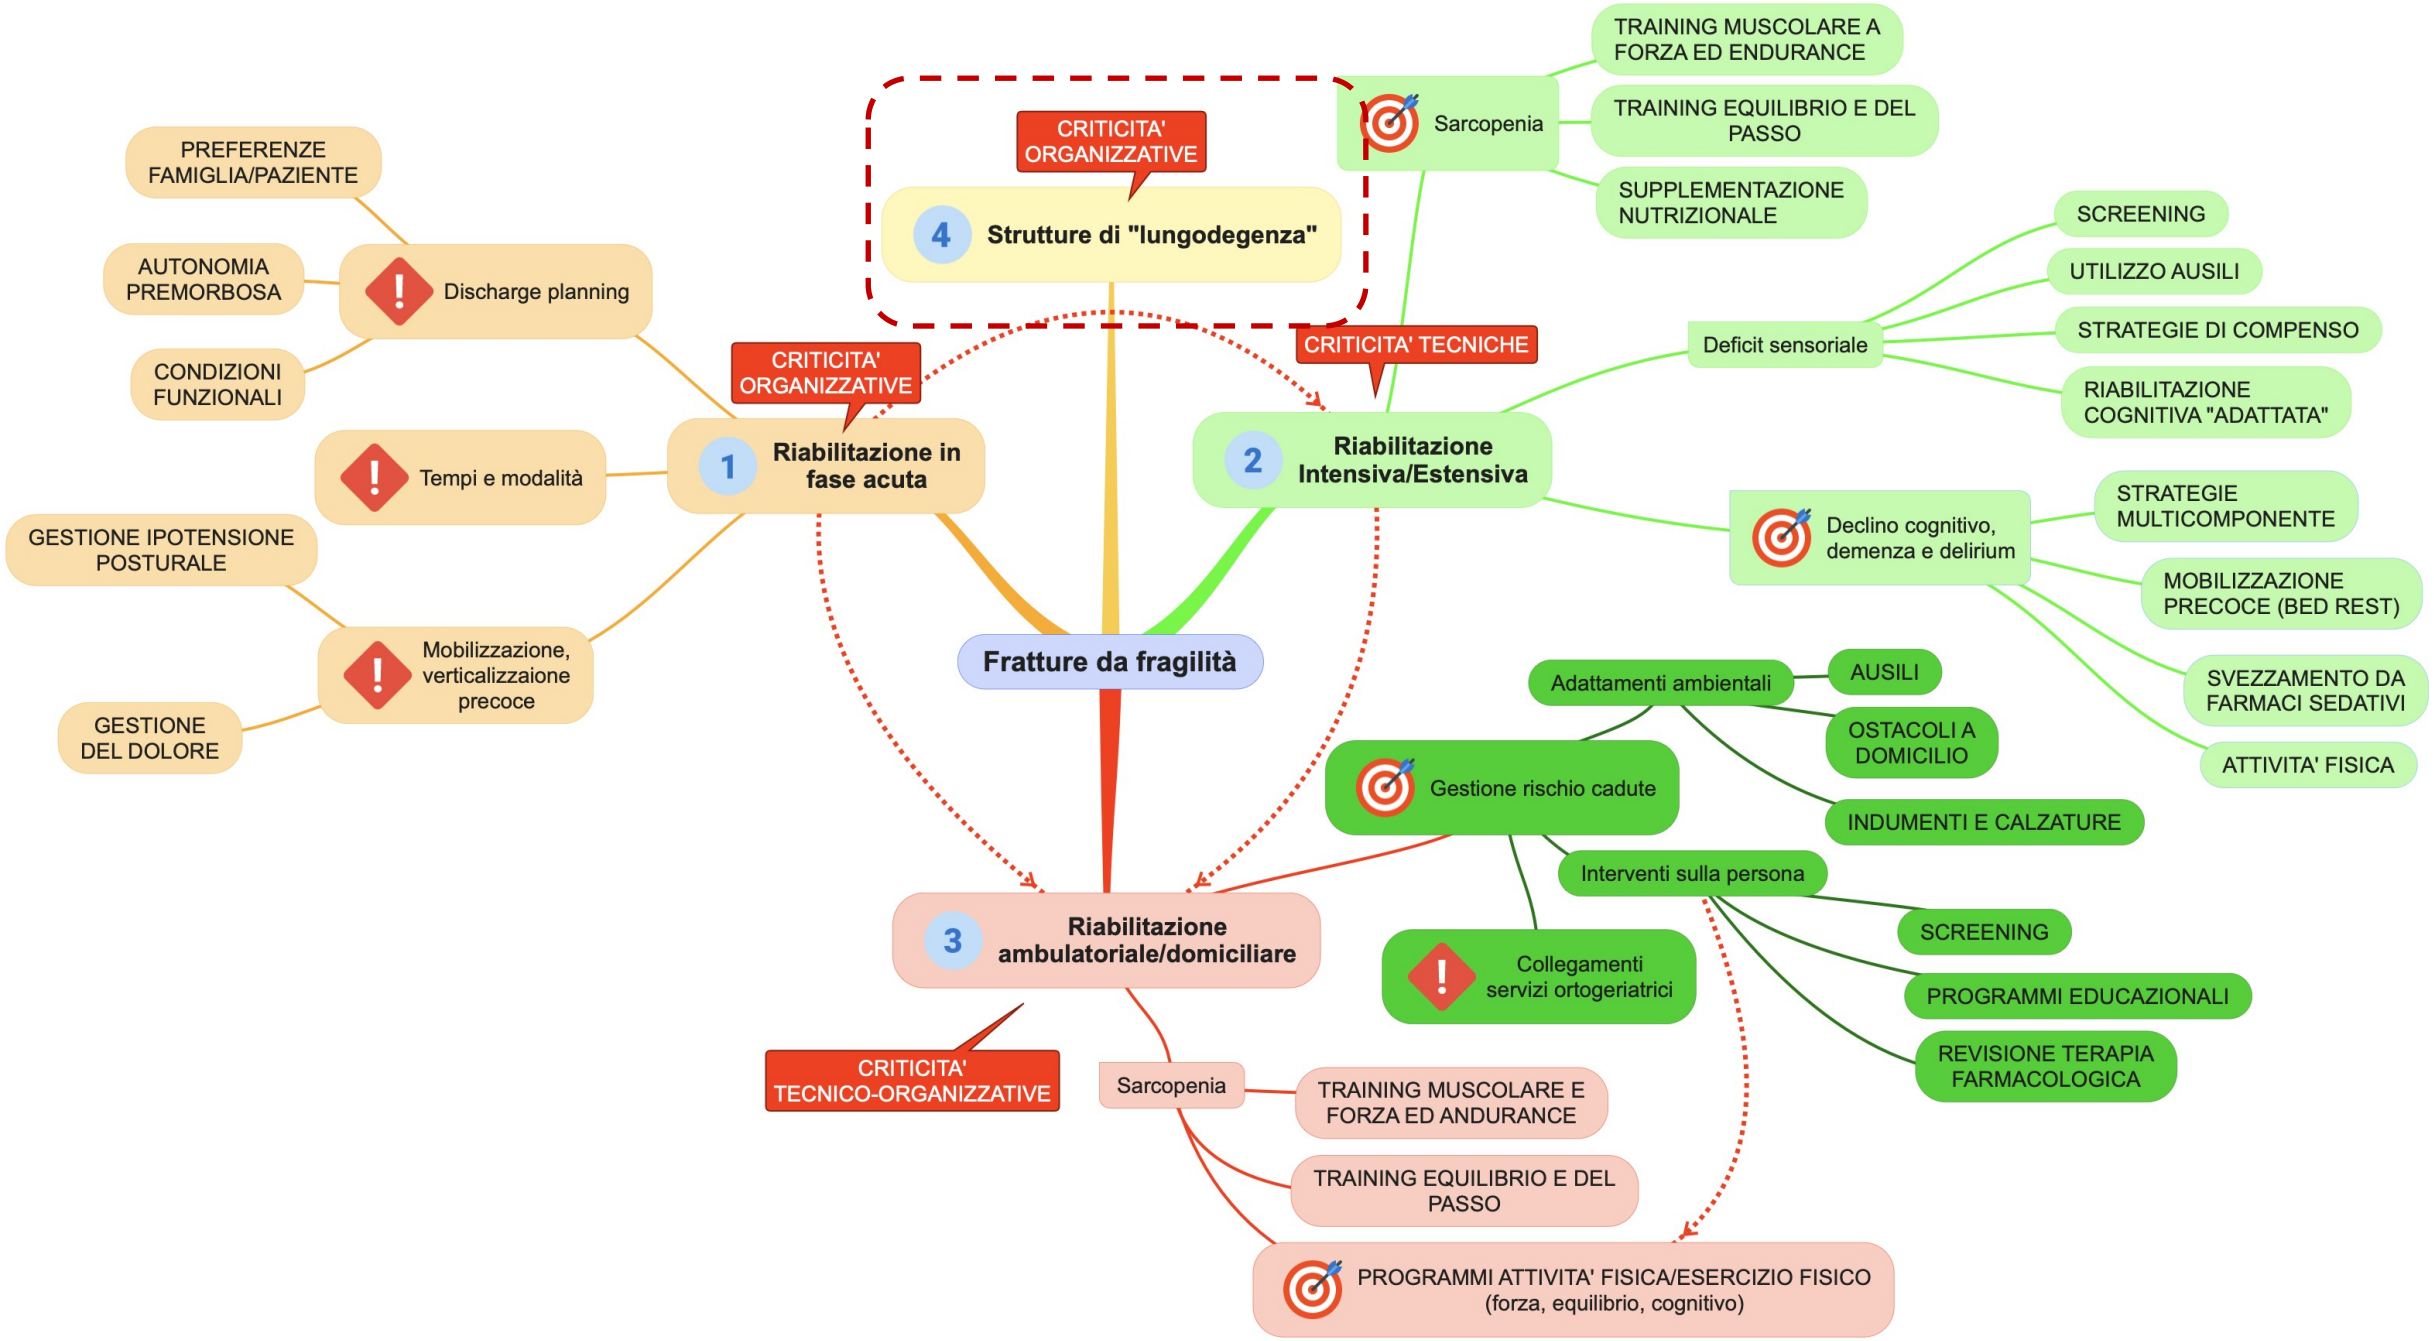 PREFERENZE
FAMIGLIA/PAZIENTE
AUTONOMIA
PREMORBOSA
CONDIZIONI
FUNZIONALI
Discharge planning
Tempi e modalità
GESTIONE IPOTENSIONE
POSTURALE
GESTIONE
DEL DOLORE
Mobilizzazione,
verticalizzaione
precoce
CRITICITA'
ORGANIZZATIVE
1
Riabilitazione in
fase acuta
CRITICITA'
ORGANIZZATIVE
4
Strutture di "lungodegenza"
Fratture da fragilità
CRITICITA' TECNICHE
2
Riabilitazione
Intensiva/Estensiva
Sarcopenia
TRAINING MUSCOLARE A
FORZA ED ENDURANCE
TRAINING EQUILIBRIO E DEL
PASSO
SUPPLEMENTAZIONE
NUTRIZIONALE
Deficit sensoriale
SCREENING
UTILIZZO AUSILI
STRATEGIE DI COMPENSO
RIABILITAZIONE
COGNITIVA "ADATTATA"
Declino cognitivo,
demenza e delirium
STRATEGIE
MULTICOMPONENTE
MOBILIZZAZIONE
PRECOCE (BED REST)
SVEZZAMENTO DA
FARMACI SEDATIVI
ATTIVITA' FISICA
3
Riabilitazione
ambulatoriale/domiciliare
CRITICITA'
TECNICO-ORGANIZZATIVE
Gestione rischio cadute
Adattamenti ambientali
AUSILI
OSTACOLI A
DOMICILIO
INDUMENTI E CALZATURE
Interventi sulla persona
SCREENING
PROGRAMMI EDUCAZIONALI
REVISIONE TERAPIA
FARMACOLOGICA
Collegamenti
servizi ortogeriatrici
Sarcopenia
TRAINING MUSCOLARE E
FORZA ED ANDURANCE
TRAINING EQUILIBRIO E DEL
PASSO
PROGRAMMI ATTIVITA' FISICA/ESERCIZIO FISICO
(forza, equilibrio, cognitivo)